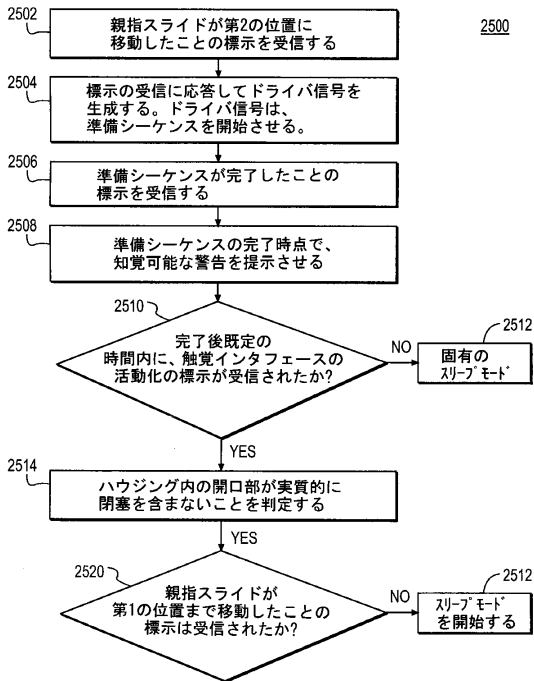 2500
2502
親指スライドが第2の位置に
移動したことの標示を受信する
2504
標示の受信に応答してドライバ信号を
生成する。ドライバ信号は、
準備シーケンスを開始させる。
2506
準備シーケンスが完了したことの
標示を受信する
2508
準備シーケンスの完了時点で、
知覚可能な警告を提示させる
2510
完了後既定の
時間内に、触覚インタフェースの
活動化の標示が受信されたか?
NO
2512
固有の
スリープモード
YES
2514
ハウジング内の開口部が実質的に
閉塞を含まないことを判定する
YES
2520
親指スライドが
第1の位置まで移動したことの
標示は受信されたか?
NO
2512
スリープモード
を開始する